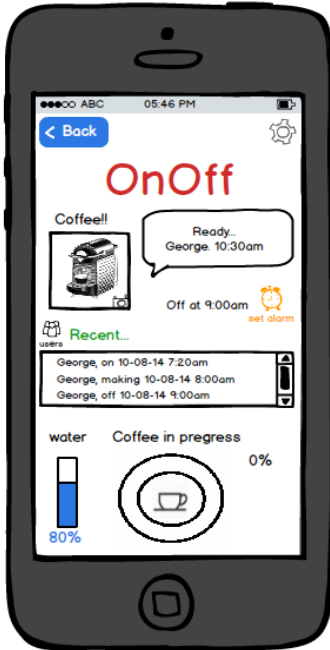 ABC 05:46 PM
< Back
OnOff
Coffee!!
Ready...
George. 10:30am
Off at 9:00am
set alarm
users
Recent...
George, on 10-08-14 7:20am
George, making 10-08-14 8:00am
George, off 10-08-14 9:00am
water Coffee in pregress
0%
80%